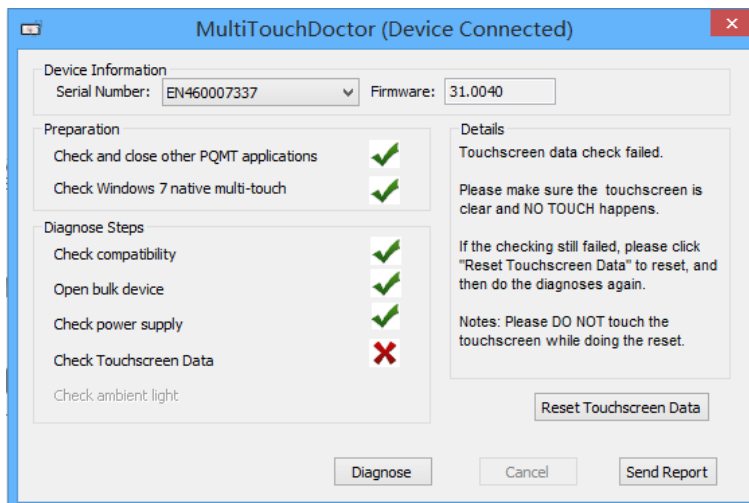 MultiTouchDoctor (Device Connected)
Device Information
Serial Number: EN460007337 Firmware: 31.0040
Preparation
Check and close other PQMT applications
Check Windows 7 native multi-touch
Diagnose Steps
Check compatibility
Open bulk device
Check power supply
Check Touchscreen Data
Check ambient light
Details
Touchscreen data check failed.
Please make sure the touchscreen is
clear and NO TOUCH happens.
If the checking still failed, please click
"Reset Touchscreen Data" to reset, and
then do the diagnoses again.
Notes: Please DO NOT touch the
touchscreen while doing the reset.
Reset Touchscreen Data
Diagnose Cancel Send Report